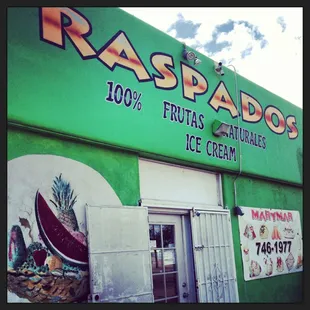 RASPADOS
100% FRUTAS NATURALES
ICE CREAM
MARYMAR
746-1977